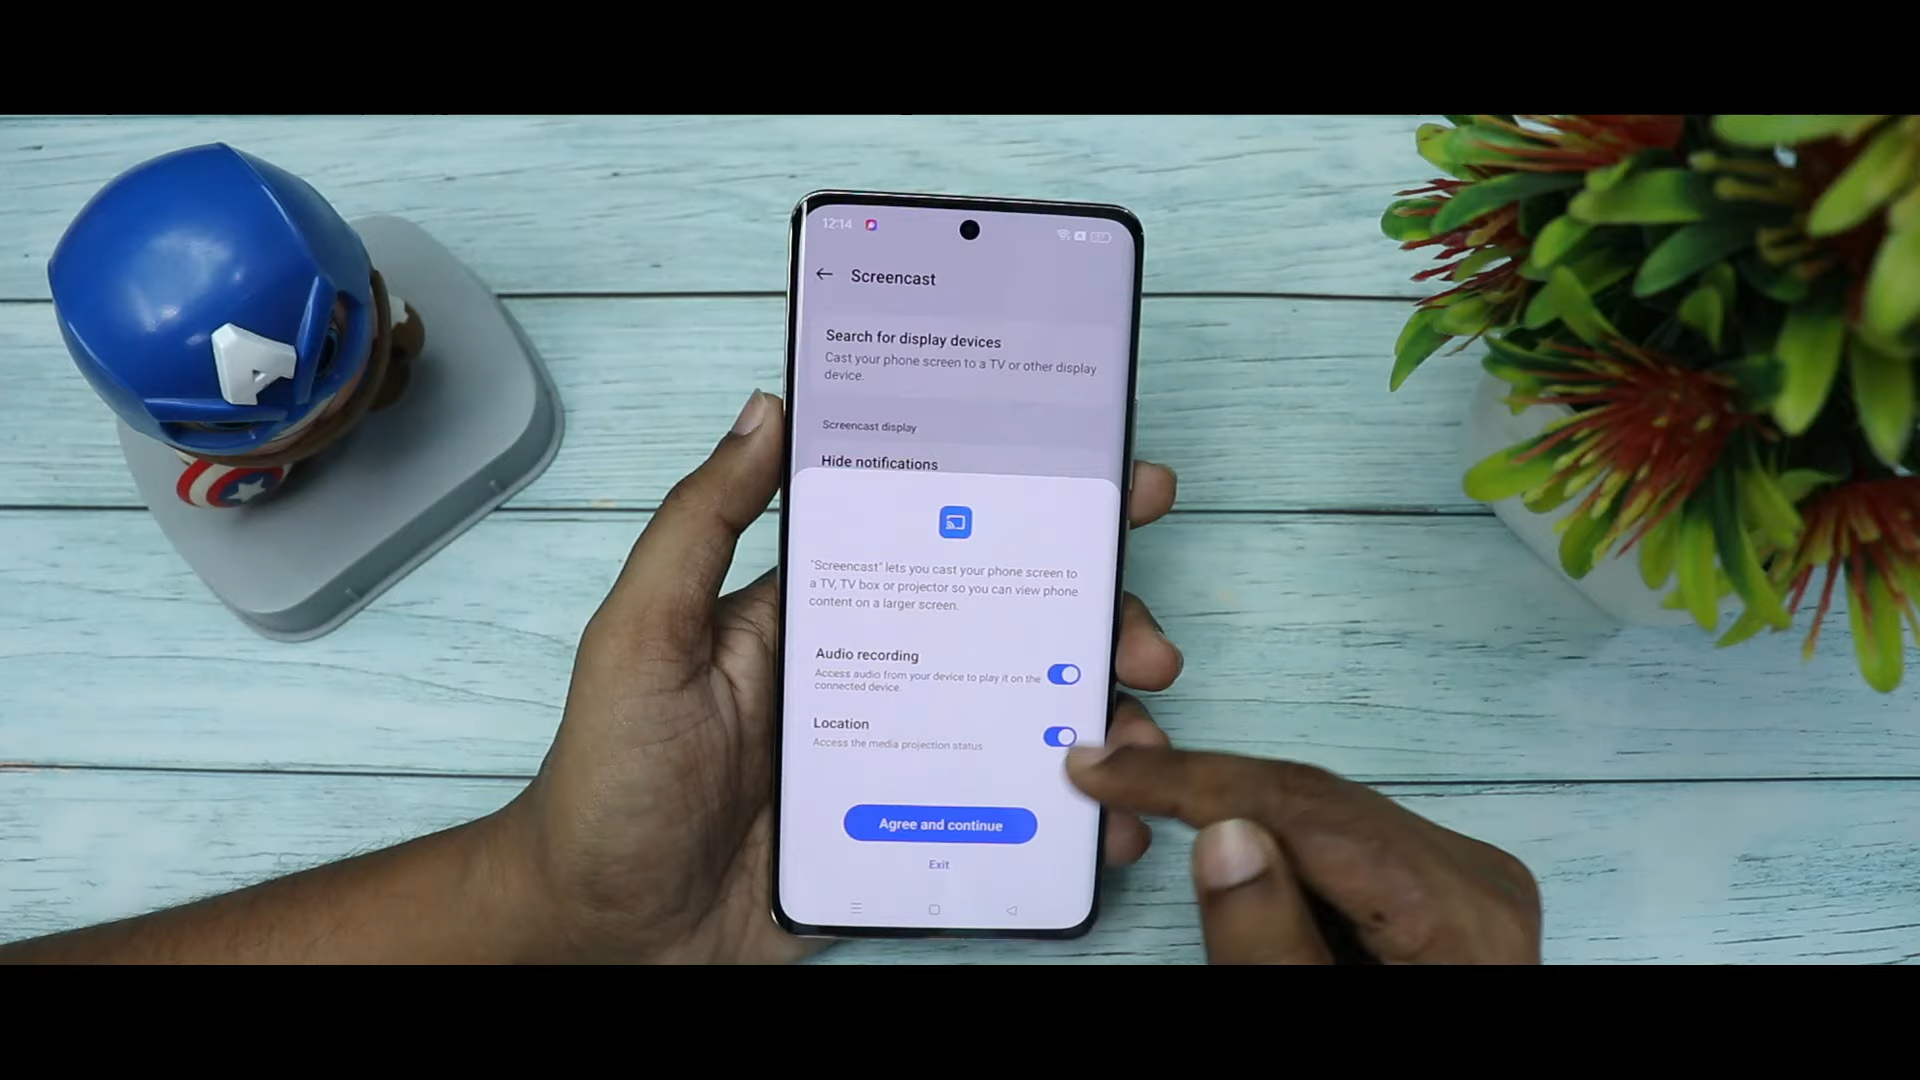 12:14
Screencast
Search for display devices
Cast your phone screen to a TV or other display
device.
Screencast display
Hide notifications
"Screencast" lets you cast your phone screen to
a TV, TV box or projector so you can view phone
content on a larger screen.
Audio recording
Access audio from your device to play it on the
connected device.
Location
Access the media projection status
Agree and continue
Exit
A